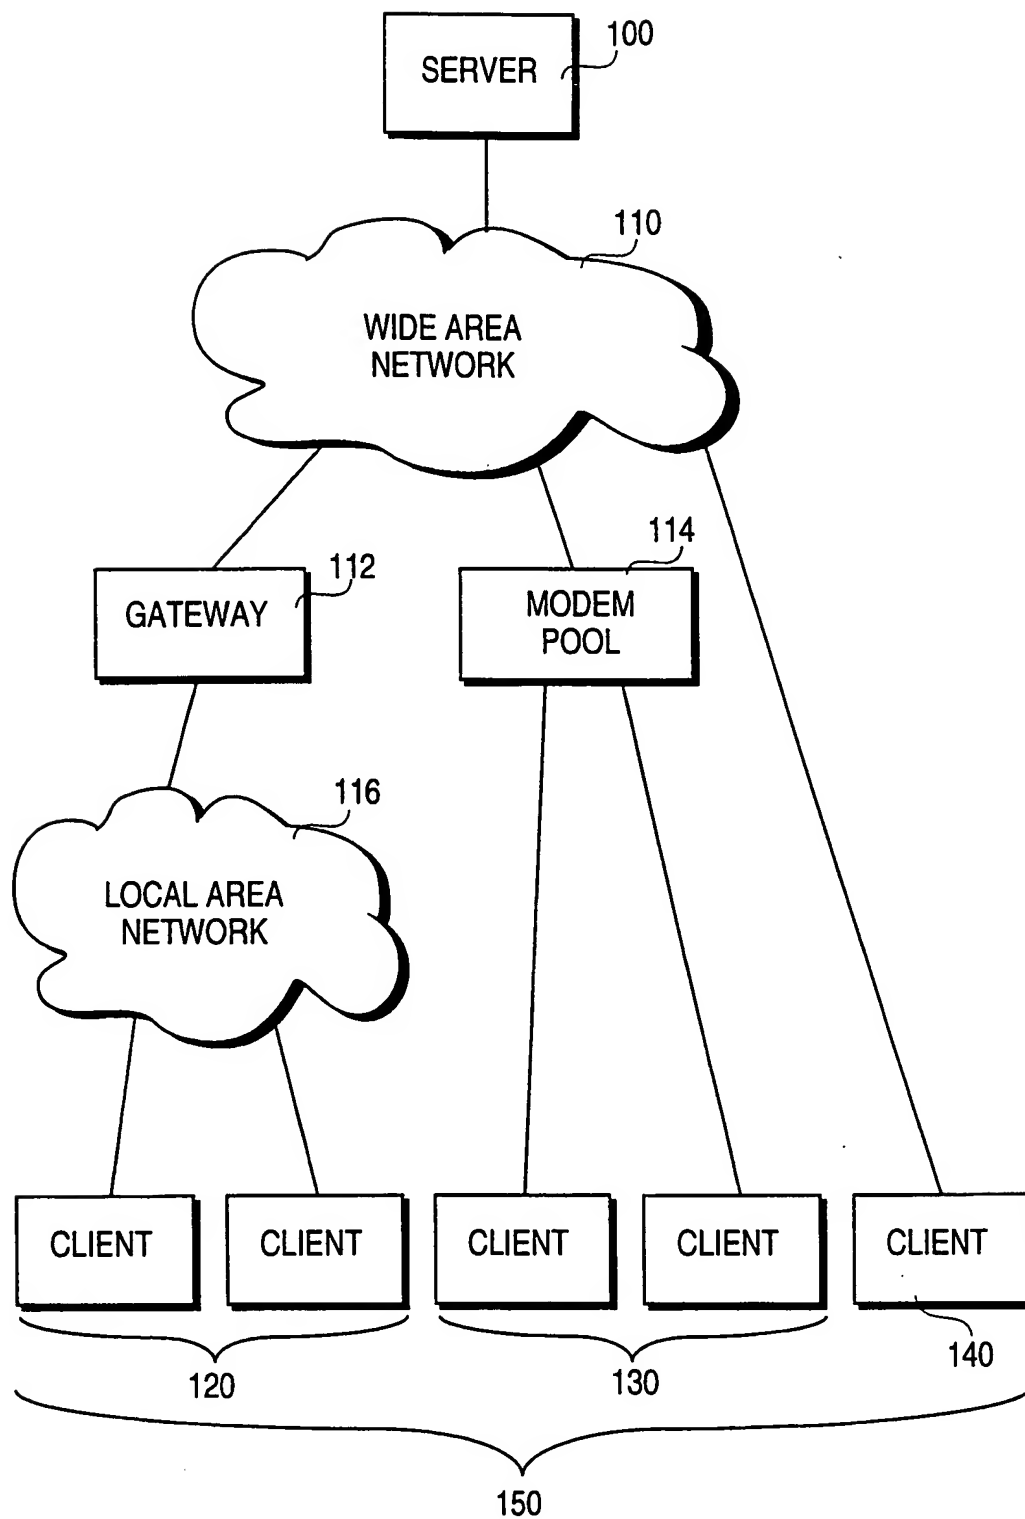 100
SERVER
110
WIDE AREA
NETWORK
112
GATEWAY
114
MODEM
POOL
116
LOCAL AREA
NETWORK
CLIENT
CLIENT
CLIENT
CLIENT
CLIENT
120
130
140
150